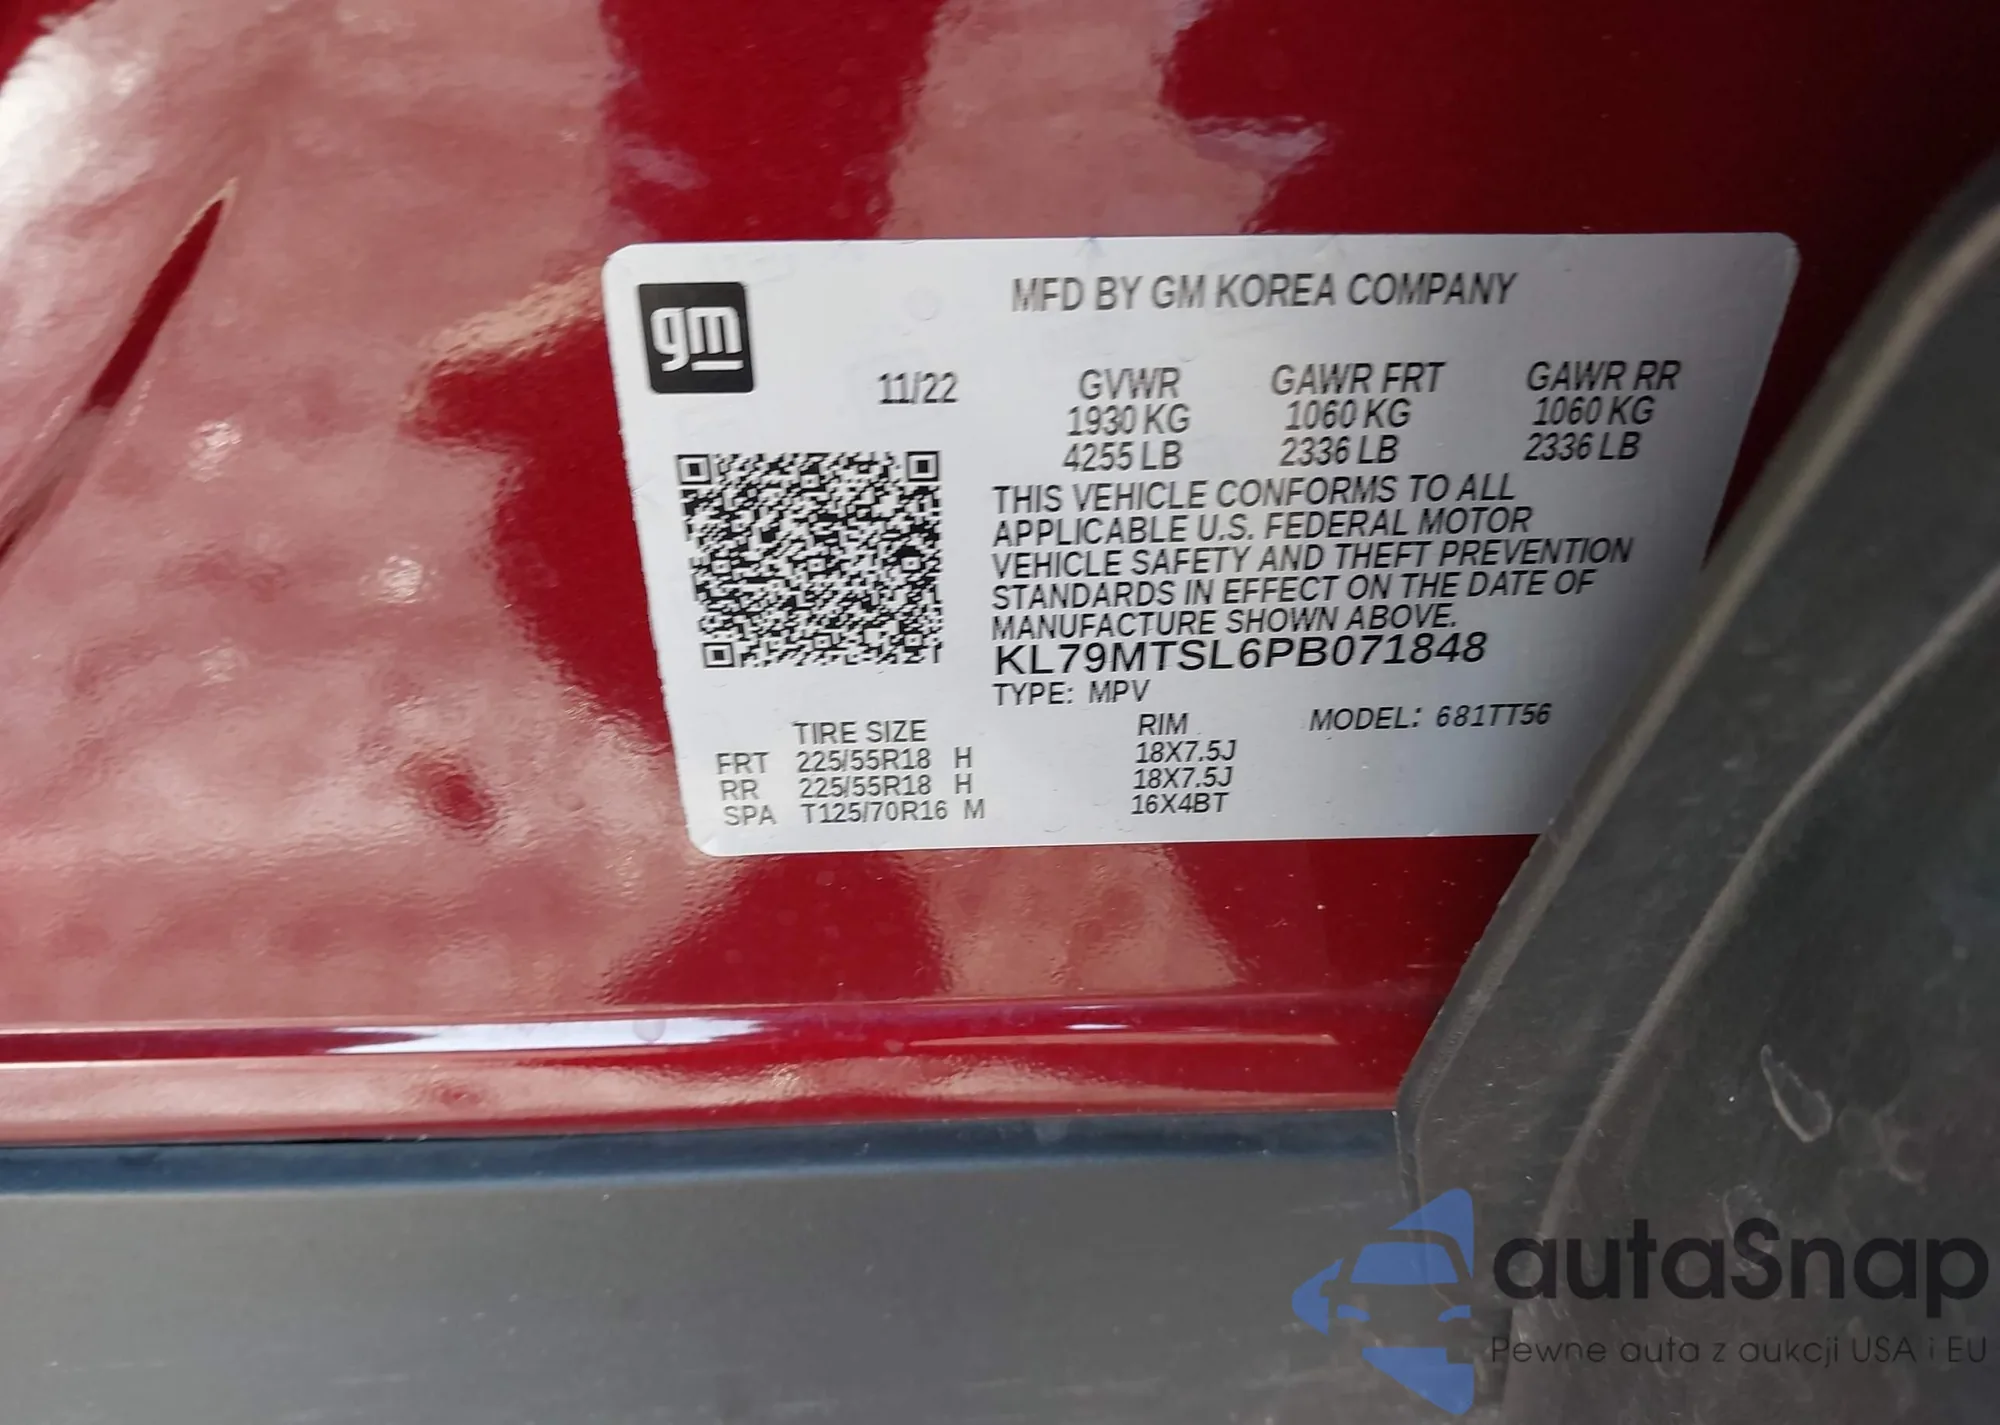 gm
MFD BY GM KOREA COMPANY
11/22 GVWR GAWR FRT GAWR RR
1930 KG 1060 KG 1060 KG
4255 LB 2336 LB 2336 LB
THIS VEHICLE CONFORMS TO ALL
APPLICABLE U.S. FEDERAL MOTOR
VEHICLE SAFETY AND THEFT PREVENTION
STANDARDS IN EFFECT ON THE DATE OF
MANUFACTURE SHOWN ABOVE.
KL79MTSL6PB071848
TYPE: MPV
TIRE SIZE RIM MODEL: 681TT56
FRT 225/55R18 H 18X7.5J
RR 225/55R18 H 18X7.5J
SPA T125/70R16 M 16X4BT
autaSnap
Pewne auta z aukcji USA i EU